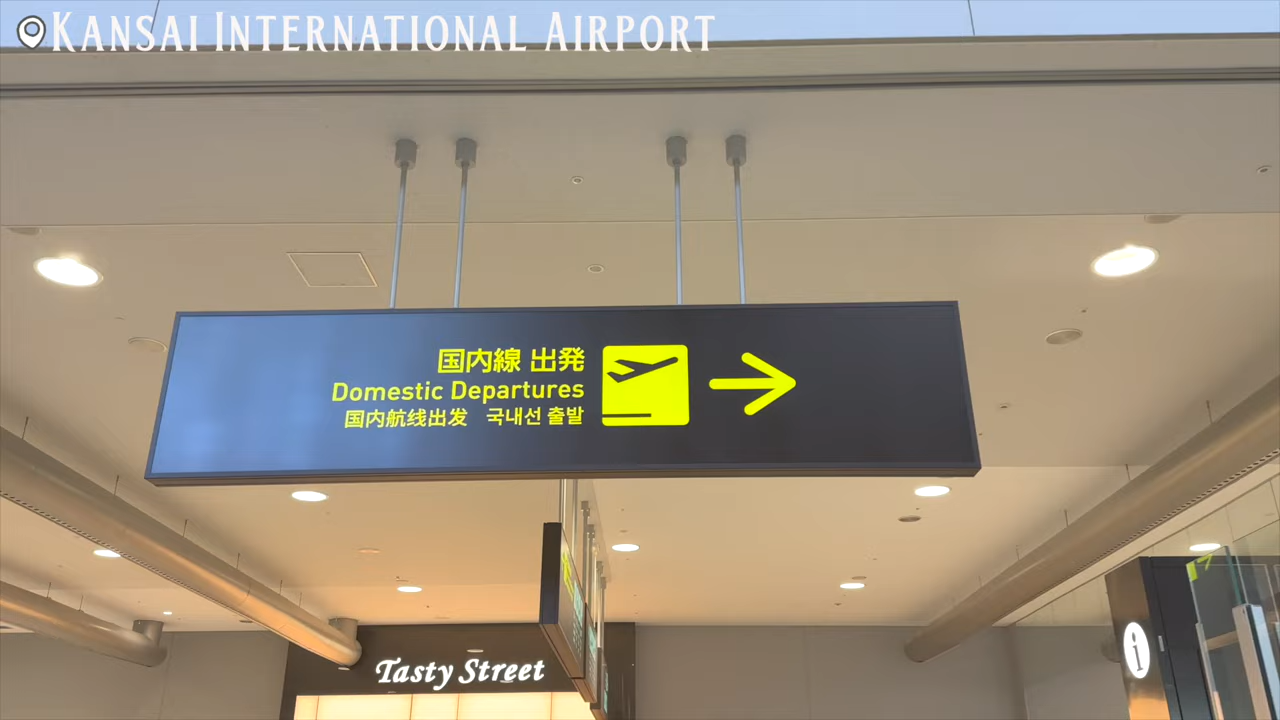 KANSAI INTERNATIONAL AIRPORT
国内線 出発
Domestic Departures
国内航线出发 국내선 출발
Tasty Street
i